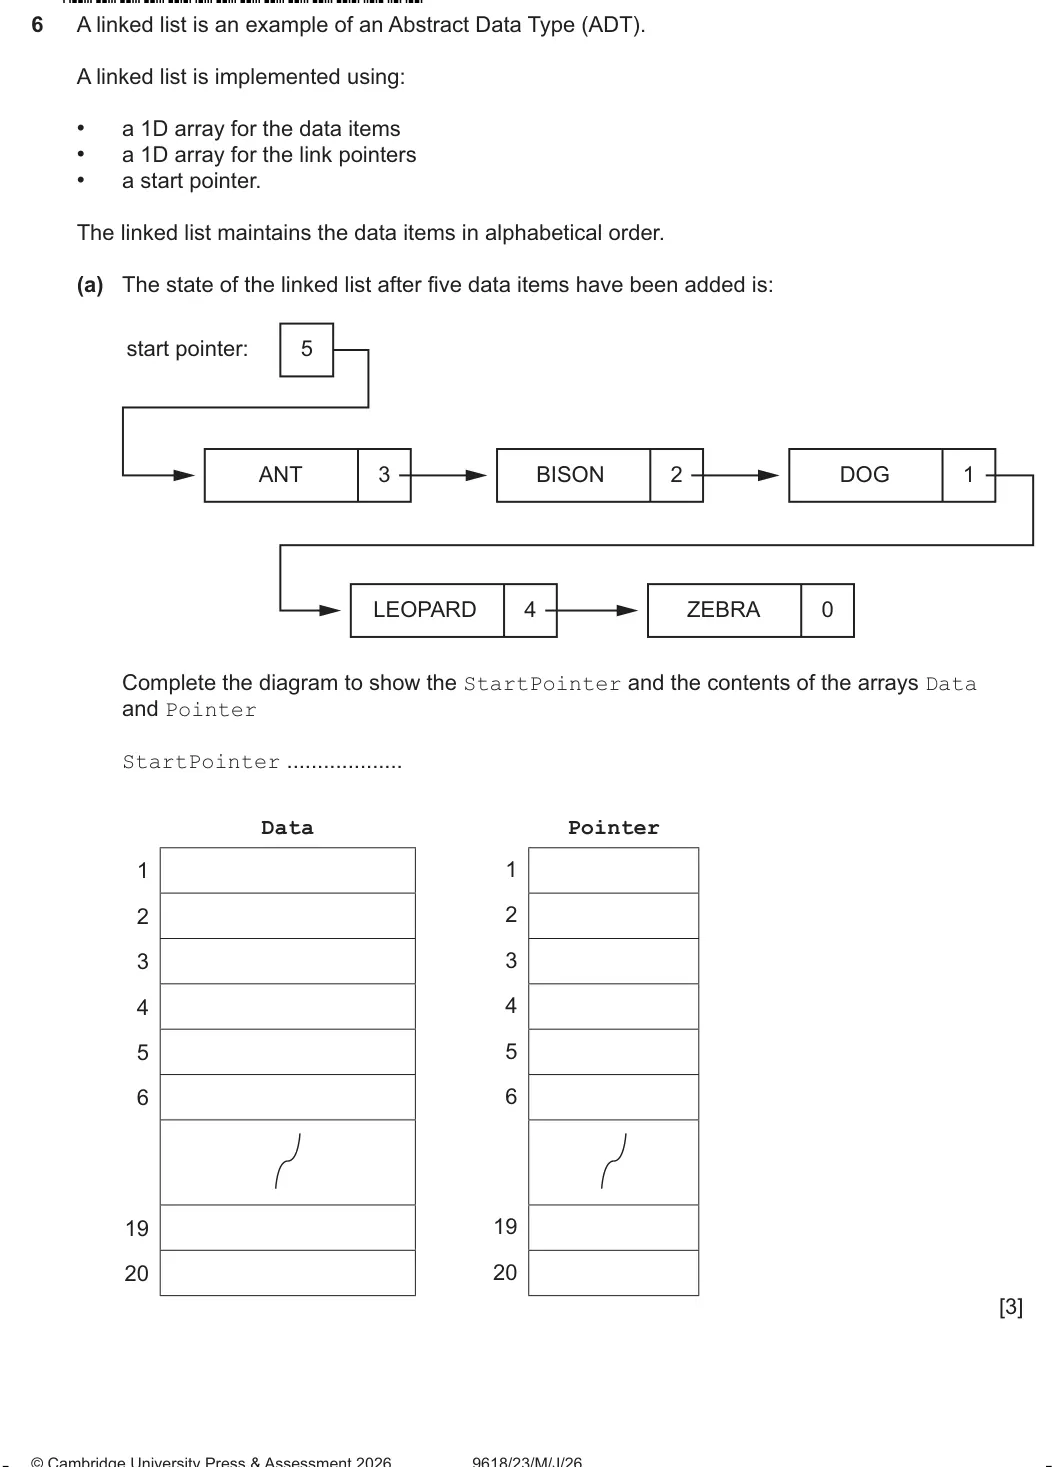 6 A linked list is an example of an Abstract Data Type (ADT).
A linked list is implemented using:
• a 1D array for the data items
• a 1D array for the link pointers
• a start pointer.
The linked list maintains the data items in alphabetical order.
(a) The state of the linked list after five data items have been added is:
start pointer: 5
ANT 3 BISON 2 DOG 1
LEOPARD 4 ZEBRA 0
Complete the diagram to show the StartPointer and the contents of the arrays Data
and Pointer
StartPointer ...................
Data Pointer
1 1
2 2
3 3
4 4
5 5
6 6
19 19
20 20
[3]
© Cambridge University Press & Assessment 2026 9618/23/M/J/26